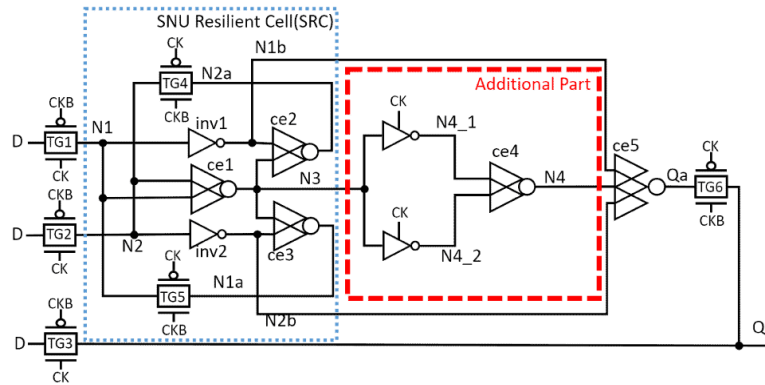 SNU Resilient Cell(SRC)
CK
N1b
TG4
N2a
CKB
Additional Part
CKB
ce2
CK
N4_1
N1
inv1
D
TG1
ce1
ce4
ce5
CK
CK
N3
N4
Qa
TG6
CKB
CK
CKB
D
TG2
N2
inv2
ce3
CK
CK
N4_2
N1a
TG5
CKB
CKB
N2b
D
TG3
Q
CK